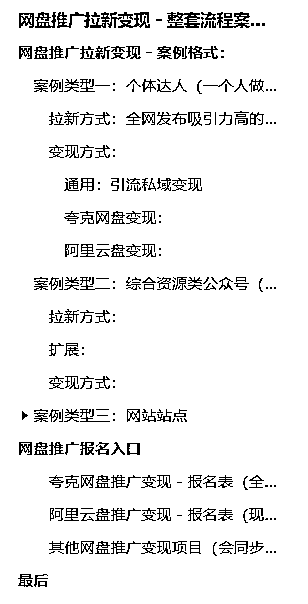 网盘推广拉新变现 - 整套流程案...
网盘推广拉新变现 - 案例格式：
案例类型一：个体达人（一个人做...
拉新方式：全网发布吸引力高的...
变现方式：
通用：引流私域变现
夸克网盘变现：
阿里云盘变现：
案例类型二：综合资源类公众号（...
拉新方式：
扩展：
变现方式：
案例类型三：网站站点
网盘推广报名入口
夸克网盘推广变现 - 报名表（全...
阿里云盘推广变现 - 报名表（现...
其他网盘推广变现项目（会同步...
最后